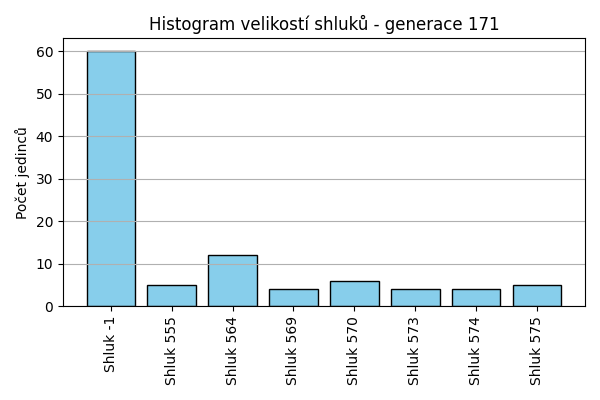 Histogram velikostí shluků - generace 171
Počet jedinců
60
50
40
30
20
10
0
Shluk -1
Shluk 555
Shluk 564
Shluk 569
Shluk 570
Shluk 573
Shluk 574
Shluk 575